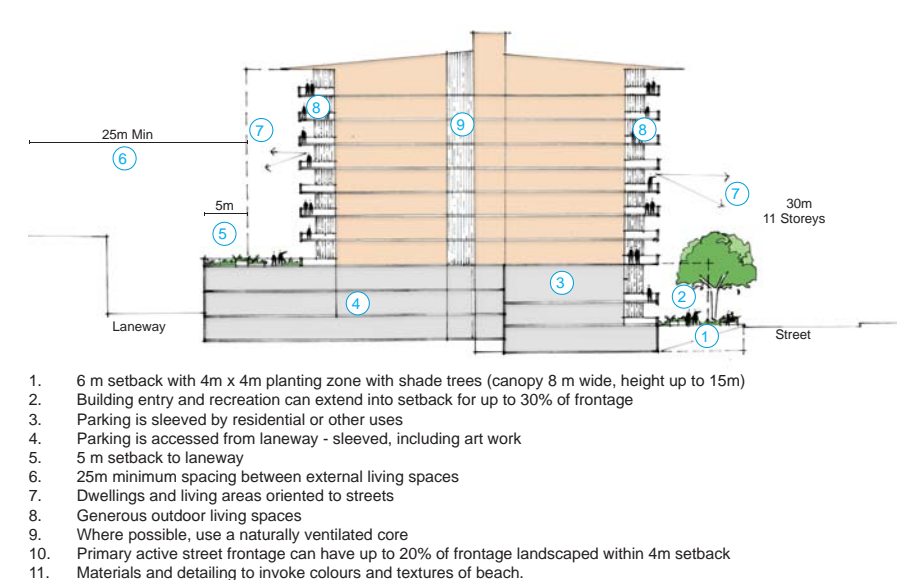 8
9
8
7
25m Min
6
7
5m
30m
11 Storeys
5
3
2
4
Laneway
1
Street
1. 6 m setback with 4m x 4m planting zone with shade trees (canopy 8 m wide, height up to 15m)
2. Building entry and recreation can extend into setback for up to 30% of frontage
3. Parking is sleeved by residential or other uses
4. Parking is accessed from laneway - sleeved, including art work
5. 5 m setback to laneway
6. 25m minimum spacing between external living spaces
7. Dwellings and living areas oriented to streets
8. Generous outdoor living spaces
9. Where possible, use a naturally ventilated core
10. Primary active street frontage can have up to 20% of frontage landscaped within 4m setback
11. Materials and detailing to invoke colours and textures of beach.